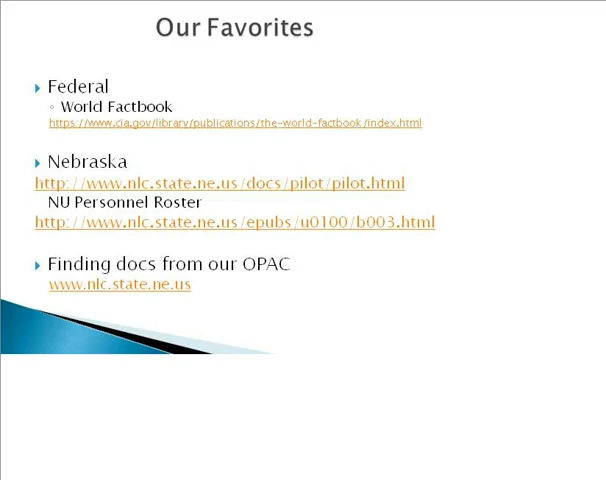 Our Favorites
Federal
World Factbook
https://www.cia.gov/library/publications/the-world-factbook/index.html
Nebraska
http://www.nlc.state.ne.us/docs/pilot/pilot.html
NU Personnel Roster
http://www.nlc.state.ne.us/epubs/u0100/b003.html
Finding docs from our OPAC
www.nlc.state.ne.us